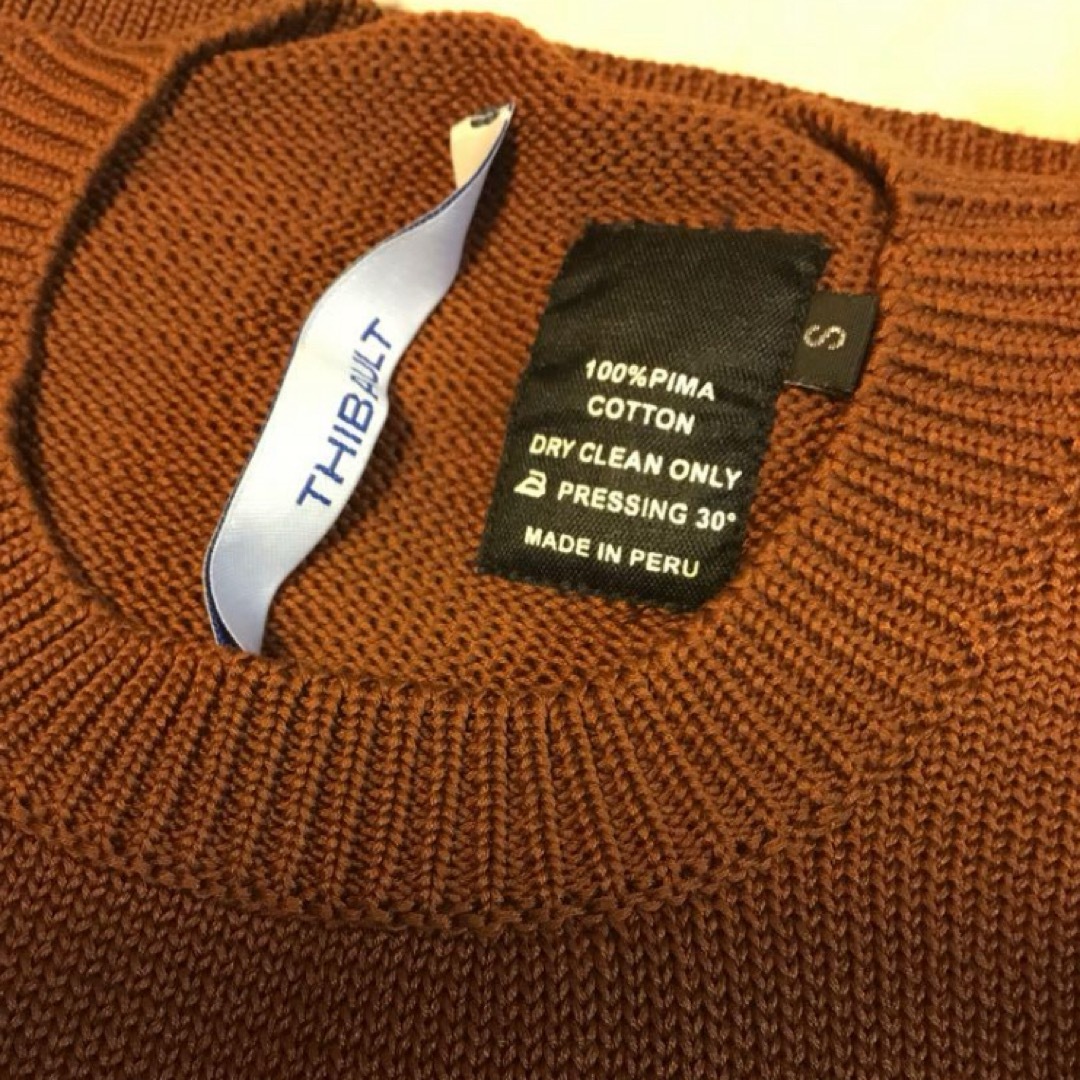 THIBAULT
100%PIMA
COTTON
DRY CLEAN ONLY
PRESSING 30°
MADE IN PERU
S